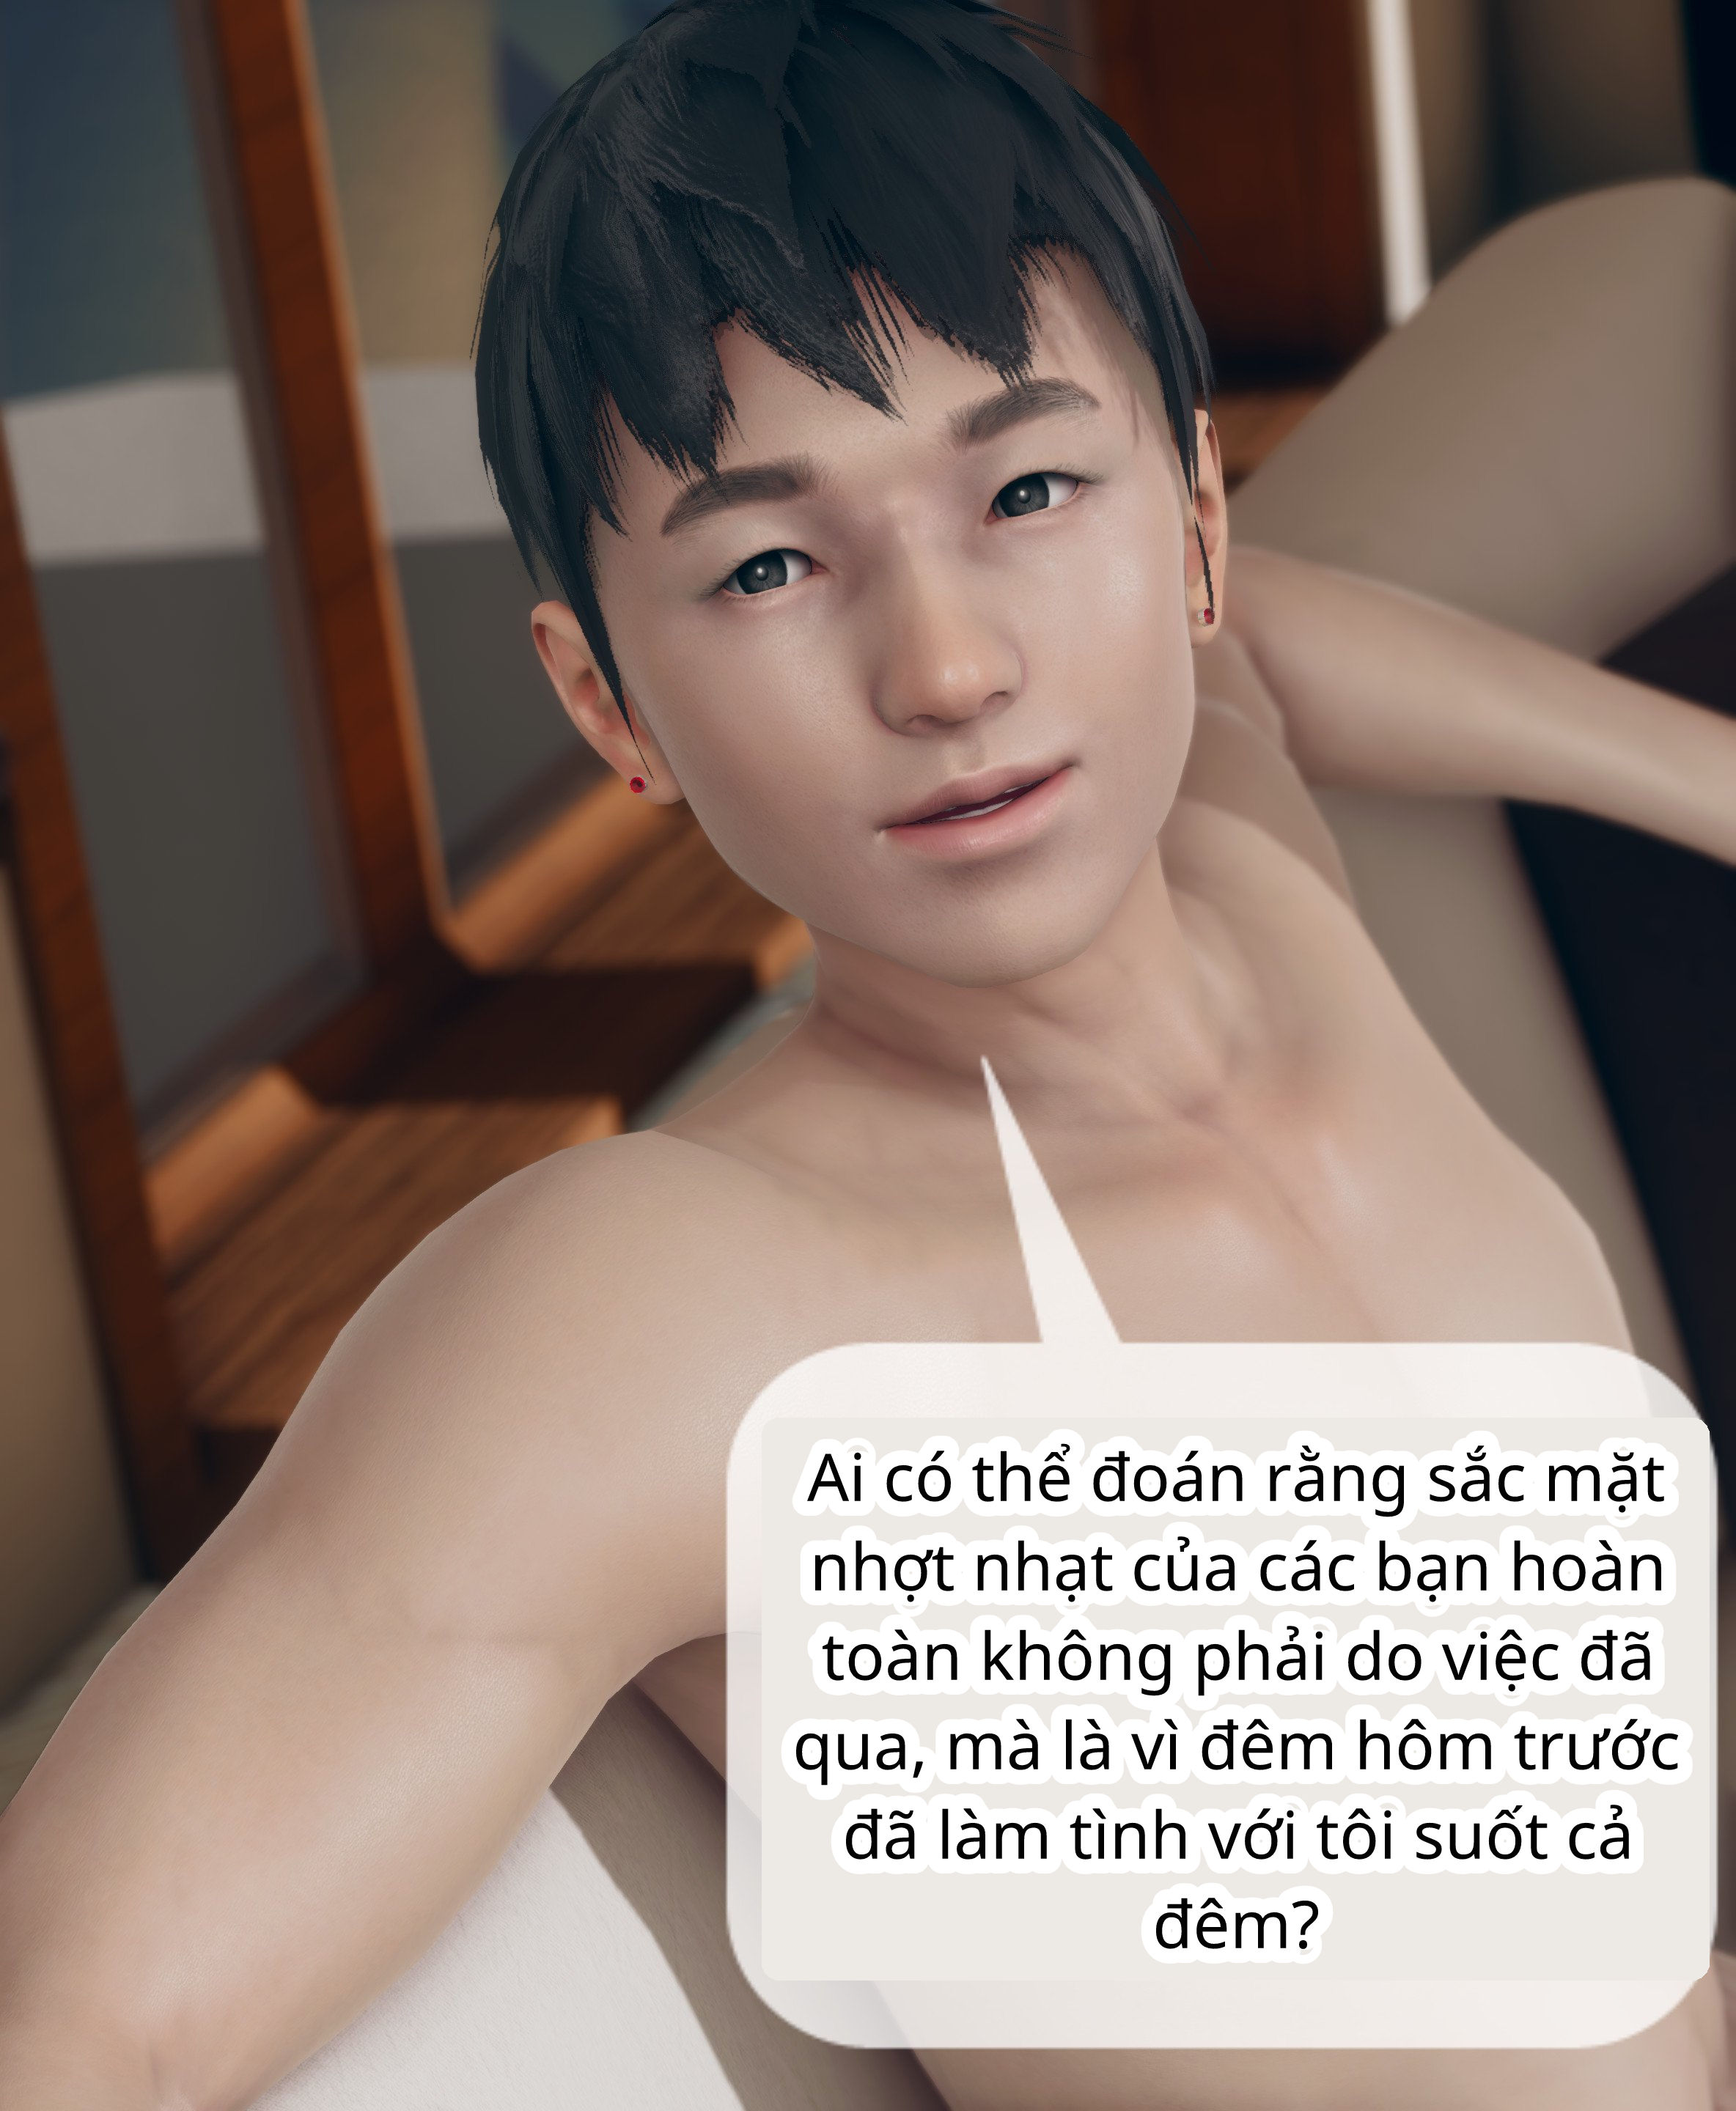 Ai có thể đoán rằng sắc mặt
nhợt nhạt của các bạn hoàn
toàn không phải do việc đã
qua, mà là vì đêm hôm trước
đã làm tình với tôi suốt cả
đêm?